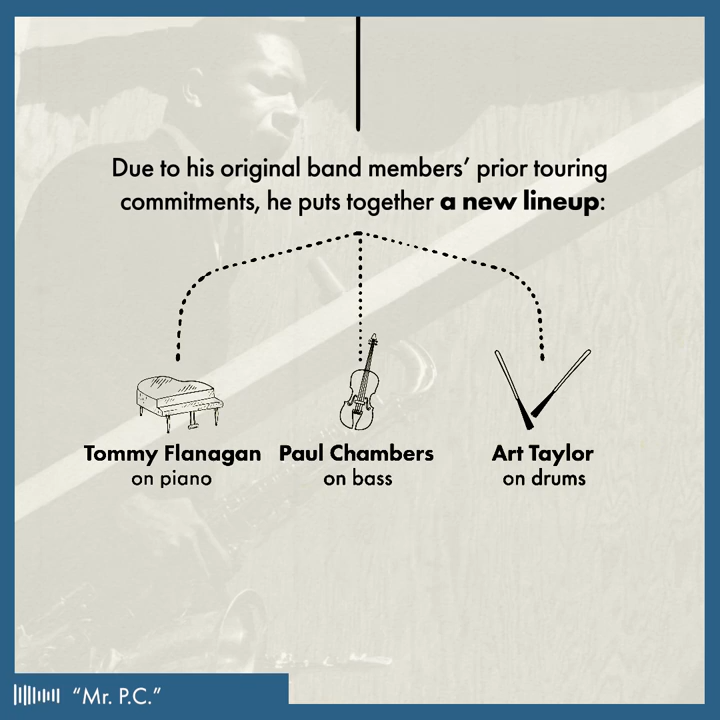 Due to his original band members’ prior touring
commitments, he puts together a new lineup:
Tommy Flanagan
on piano
Paul Chambers
on bass
Art Taylor
on drums
“Mr. P.C.”